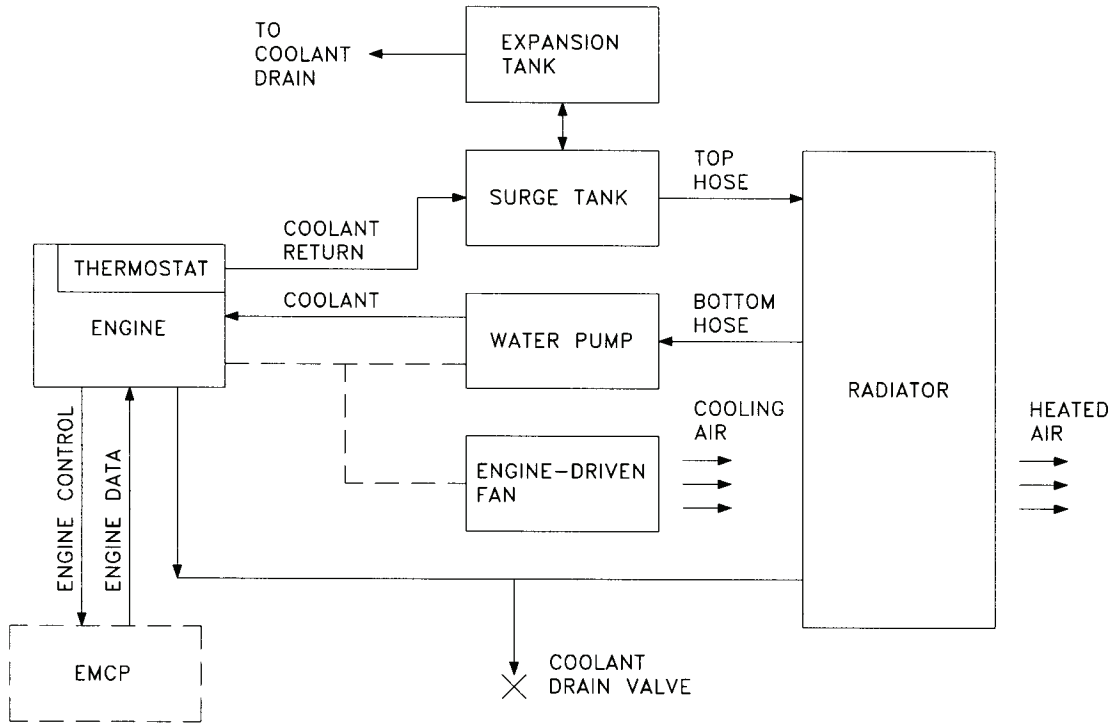 TO
COOLANT
DRAIN
EXPANSION
TANK
SURGE TANK
TOP
HOSE
COOLANT
RETURN
THERMOSTAT
ENGINE
COOLANT
WATER PUMP
BOTTOM
HOSE
RADIATOR
COOLING
AIR
HEATED
AIR
ENGINE-DRIVEN
FAN
ENGINE CONTROL
ENGINE DATA
EMCP
COOLANT
DRAIN VALVE